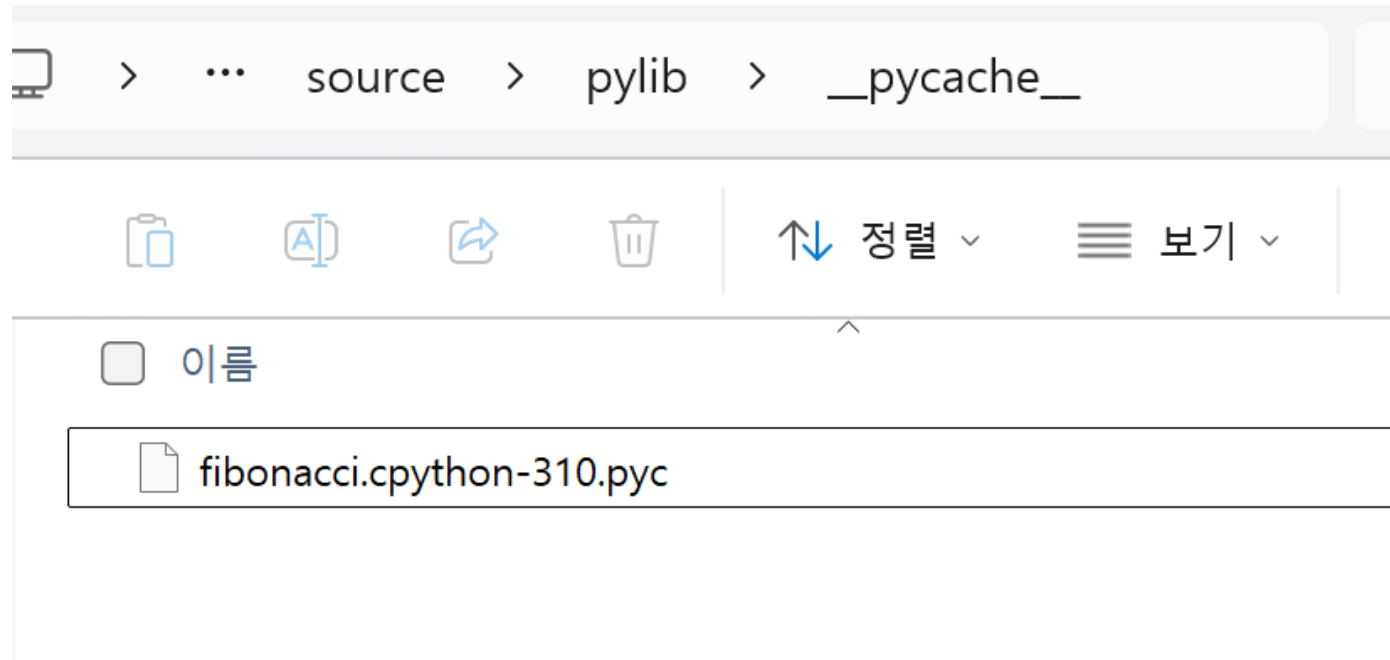 … source > pylib > __pycache__
정렬 보기
이름
fibonacci.cpython-310.pyc